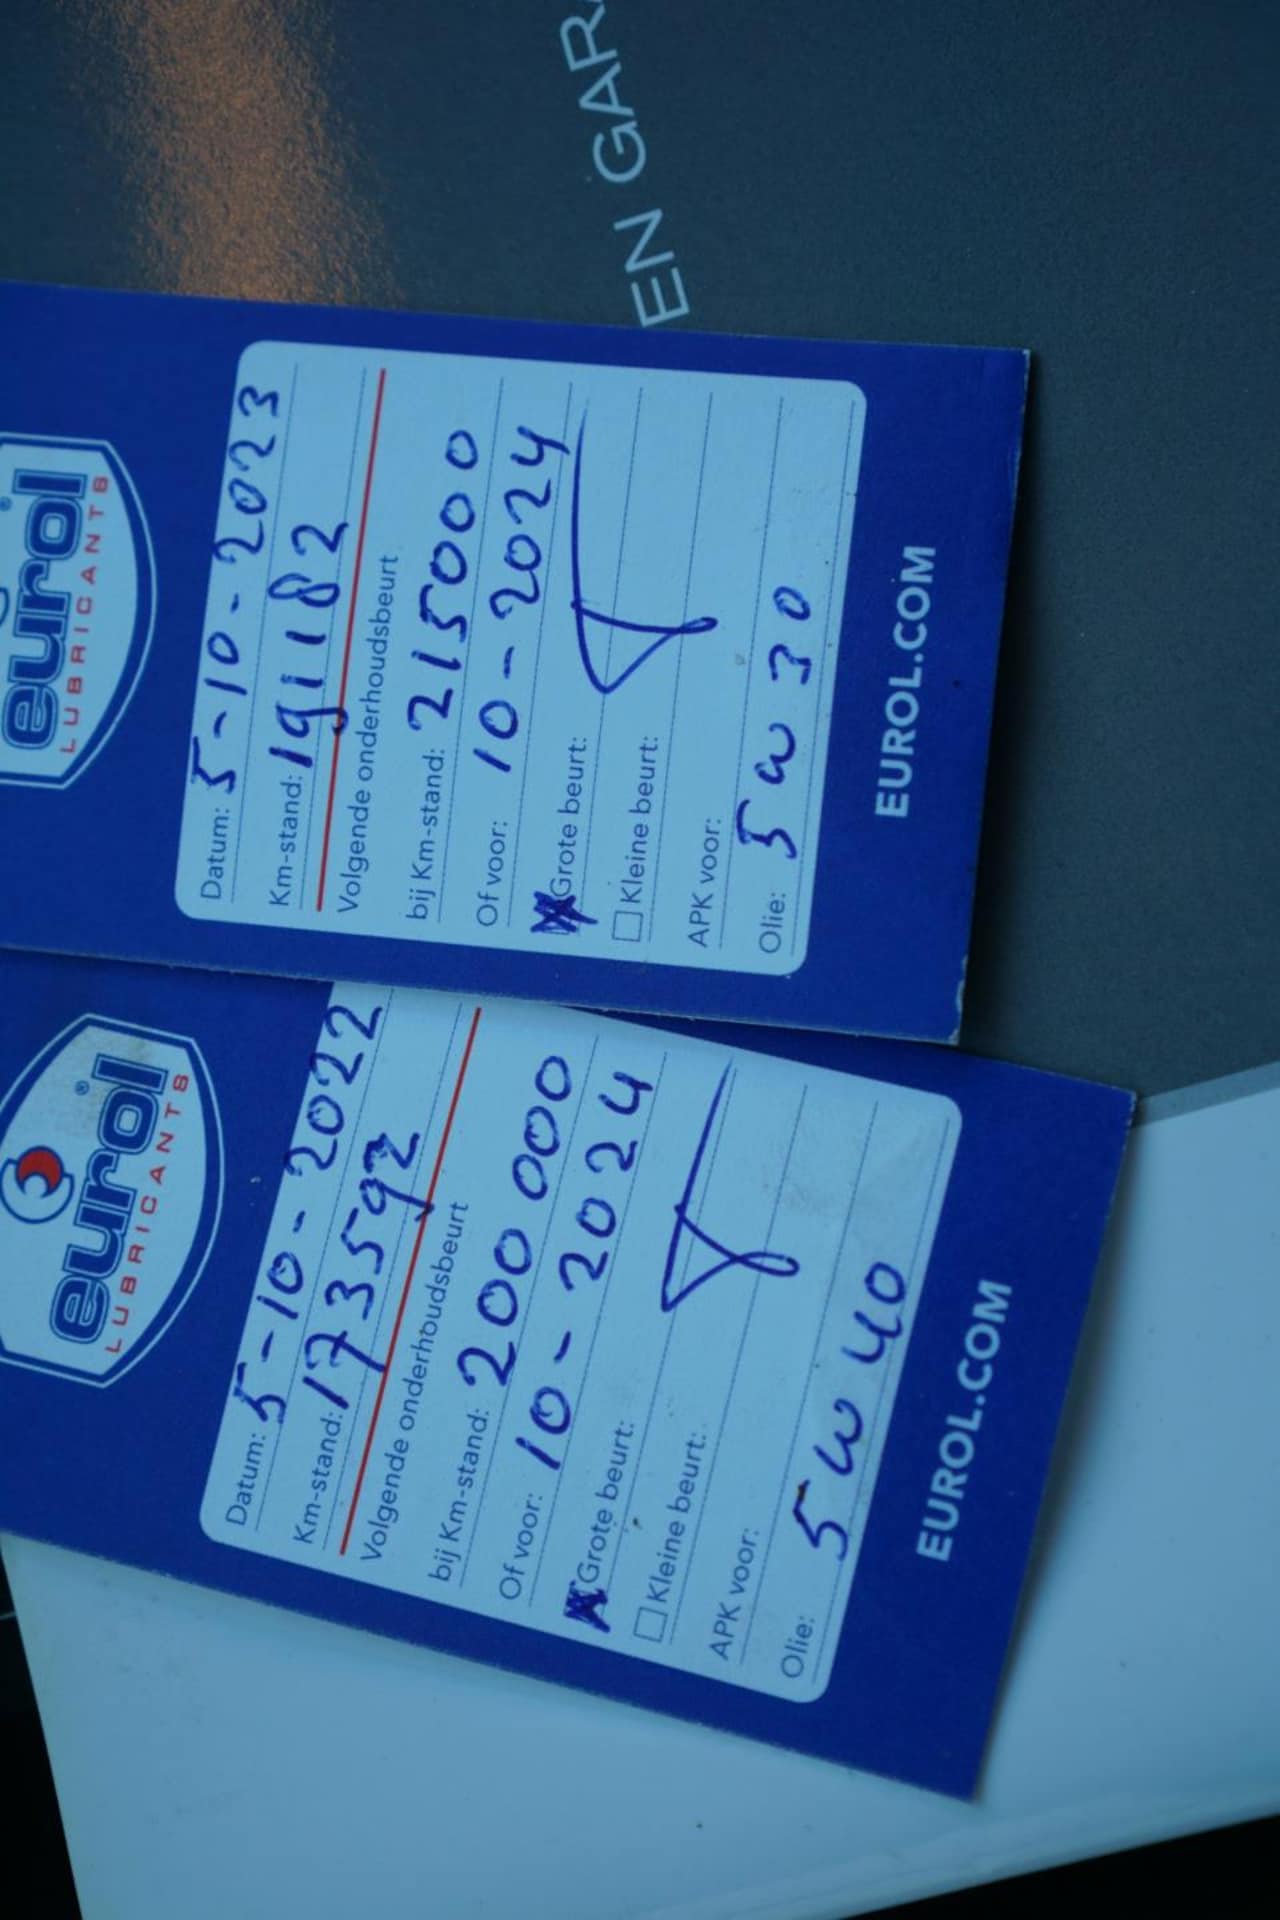 EN GAR
eurol®
LUBRICANTS
Datum: 5-10-2023
Km-stand: 191182
Volgende onderhoudsbeurt
bij Km-stand: 215000
Of voor: 10-2024
Grote beurt:
Kleine beurt:
APK voor:
Olie: 5w30
EUROL.COM
eurol®
LUBRICANTS
Datum: 5-10-2022
Km-stand: 173592
Volgende onderhoudsbeurt
bij Km-stand: 200 000
Of voor: 10-2024
Grote beurt:
Kleine beurt:
APK voor:
Olie: 5w40
EUROL.COM